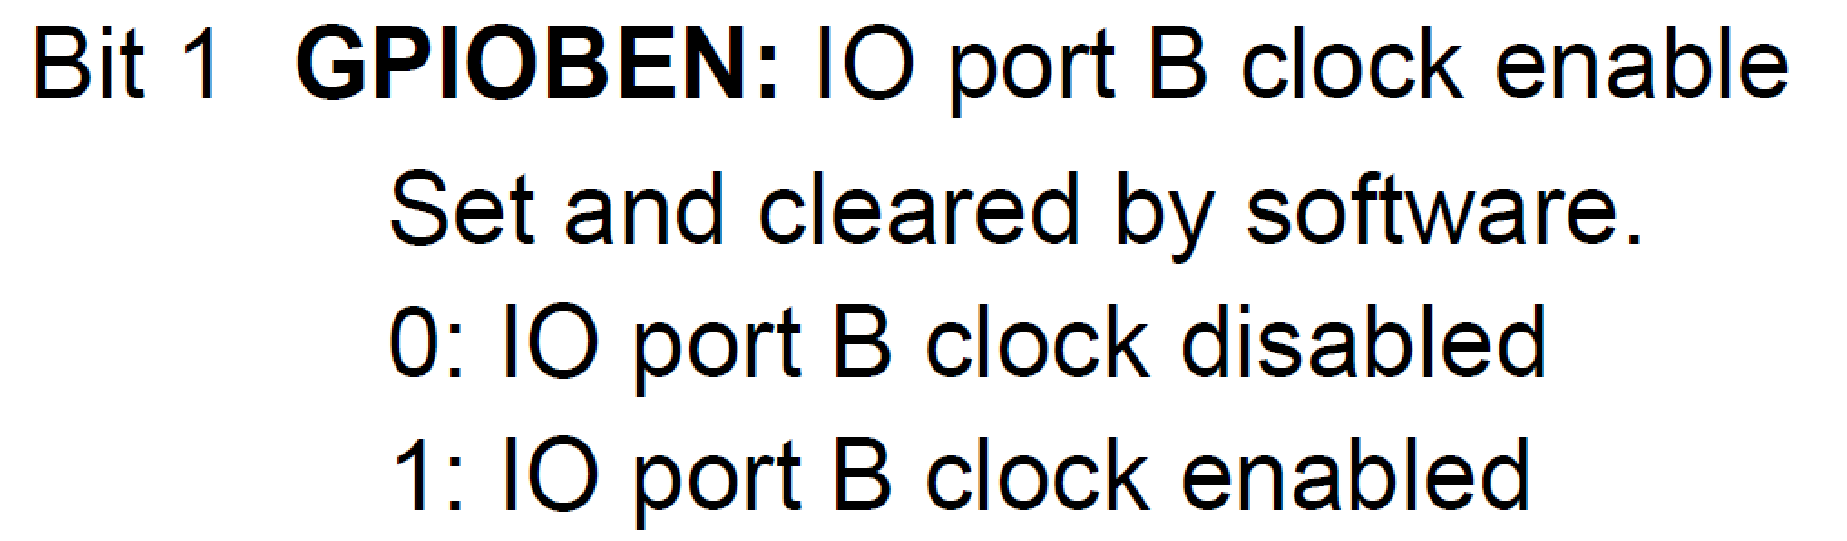 Bit 1 GPIOBEN: IO port B clock enable
Set and cleared by software.
0: IO port B clock disabled
1: IO port B clock enabled